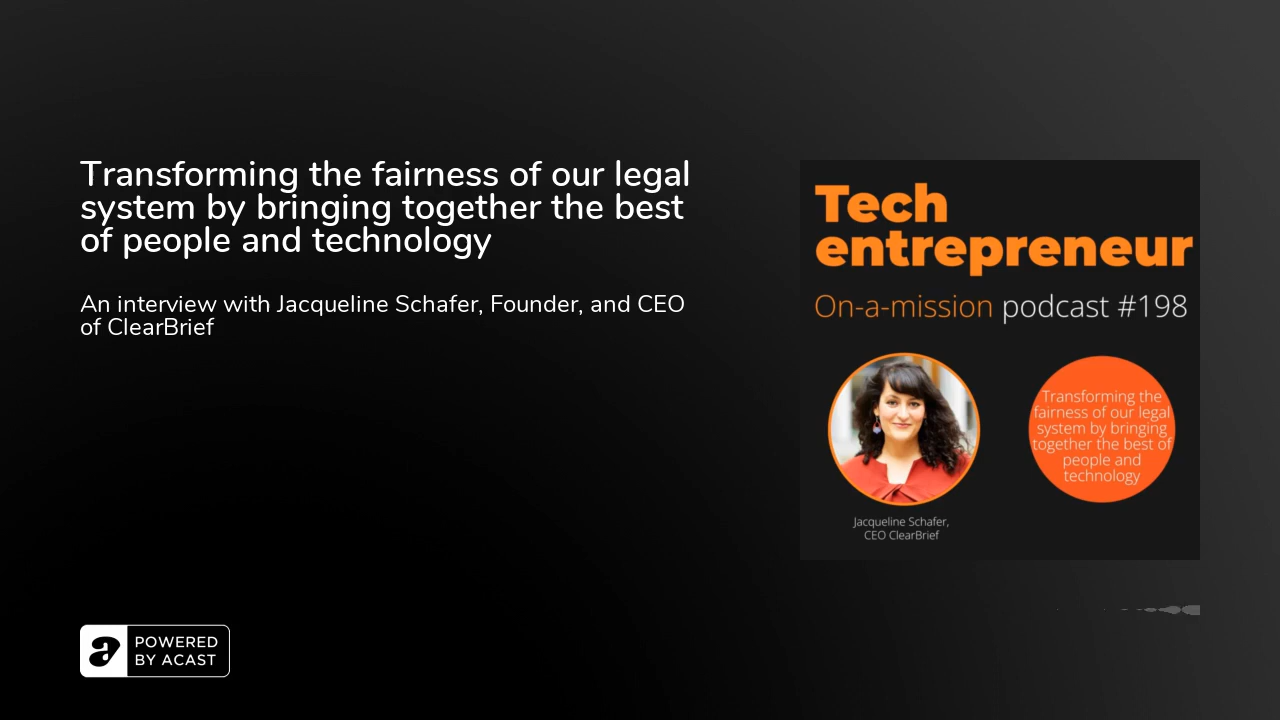 Transforming the fairness of our legal
system by bringing together the best
of people and technology
An interview with Jacqueline Schafer, Founder, and CEO
of ClearBrief
Tech
entrepreneur
On-a-mission podcast #198
Transforming the
fairness of our legal
system by bringing
together the best of
people and
technology
Jacqueline Schafer,
CEO ClearBrief
a
POWERED
BY ACAST